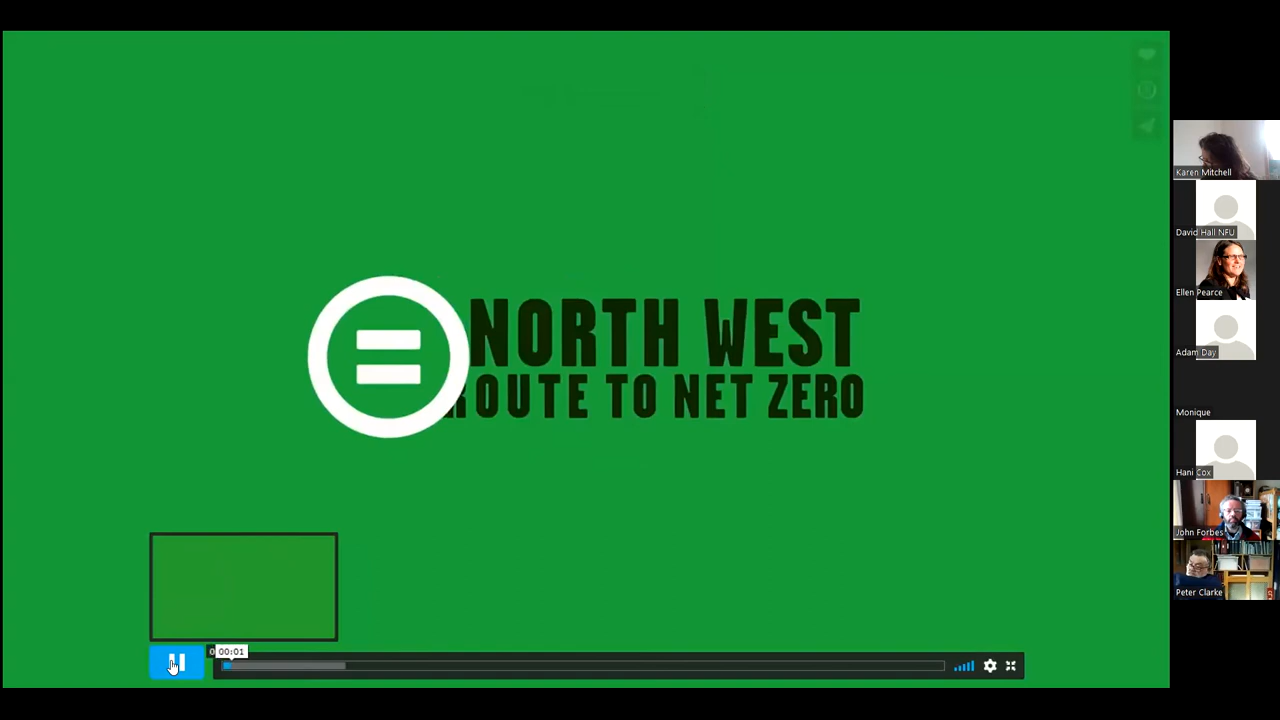 NORTH WEST
ROUTE TO NET ZERO
00:01
Karen Mitchell
David Hall NFU
Ellen Pearce
Adam Day
Monique
Hani Cox
John Forbes
Peter Clarke